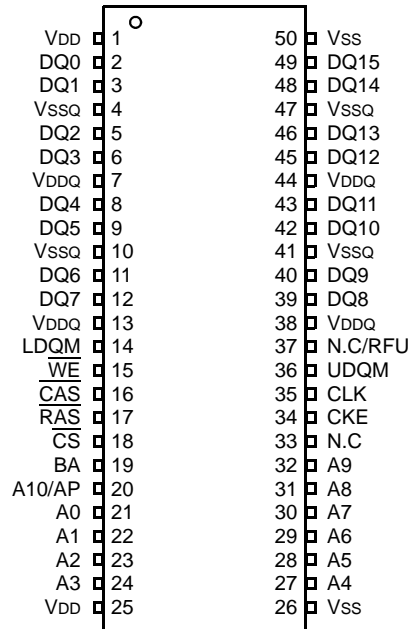 VDD 1 50 VSS
DQ0 2 49 DQ15
DQ1 3 48 DQ14
VSSQ 4 47 VSSQ
DQ2 5 46 DQ13
DQ3 6 45 DQ12
VDDQ 7 44 VDDQ
DQ4 8 43 DQ11
DQ5 9 42 DQ10
VSSQ 10 41 VSSQ
DQ6 11 40 DQ9
DQ7 12 39 DQ8
VDDQ 13 38 VDDQ
LDQM 14 37 N.C/RFU
W̅E̅ 15 36 UDQM
C̅A̅S̅ 16 35 CLK
R̅A̅S̅ 17 34 CKE
C̅S̅ 18 33 N.C
BA 19 32 A9
A10/AP 20 31 A8
A0 21 30 A7
A1 22 29 A6
A2 23 28 A5
A3 24 27 A4
VDD 25 26 VSS